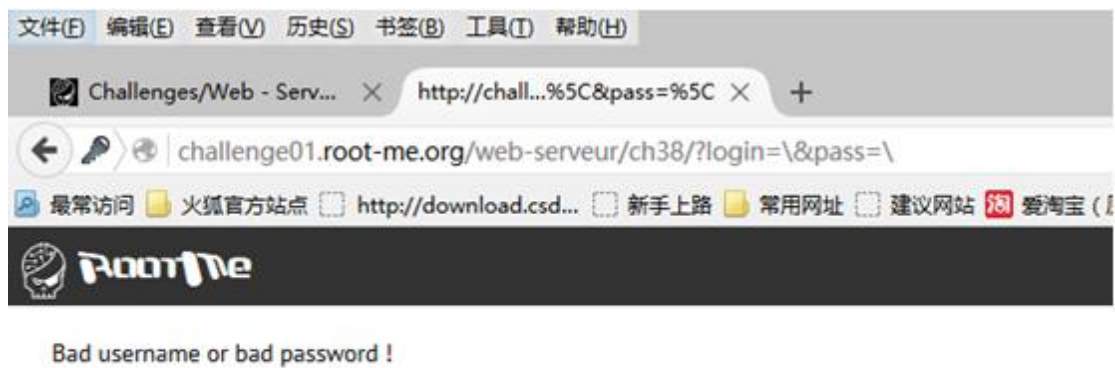 文件(F) 编辑(E) 查看(V) 历史(S) 书签(B) 工具(T) 帮助(H)
Challenges/Web - Serv... × http://chall...%5C&pass=%5C × +
challenge01.root-me.org/web-serveur/ch38/?login=\&pass=\
最常访问 火狐官方站点 http://download.csd... 新手上路 常用网址 建议网站 淘 爱淘宝 (
Root Me
Bad username or bad password !